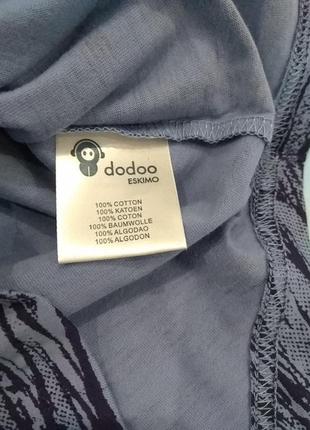 dodoo
ESKIMO
100% COTTON
100% KATOEN
100% COTON
100% BAUMWOLLE
100% ALGODAO
100% ALGODON